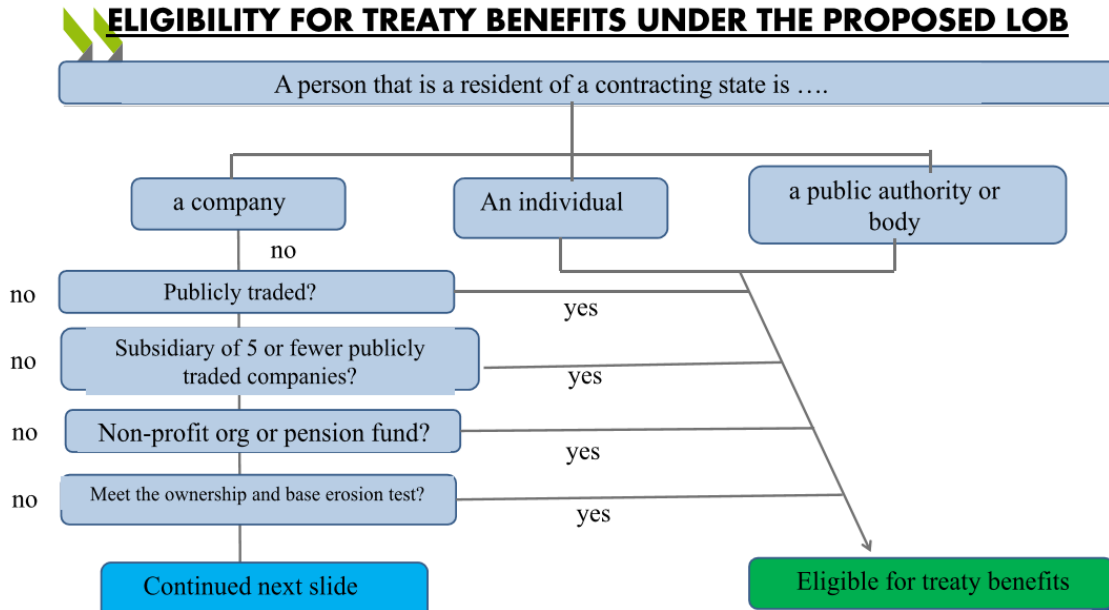 ELIGIBILITY FOR TREATY BENEFITS UNDER THE PROPOSED LOB
A person that is a resident of a contracting state is ….
a company
An individual
a public authority or
body
no
no
Publicly traded?
yes
no
Subsidiary of 5 or fewer publicly
traded companies?
yes
no
Non-profit org or pension fund?
yes
no
Meet the ownership and base erosion test?
yes
Continued next slide
Eligible for treaty benefits